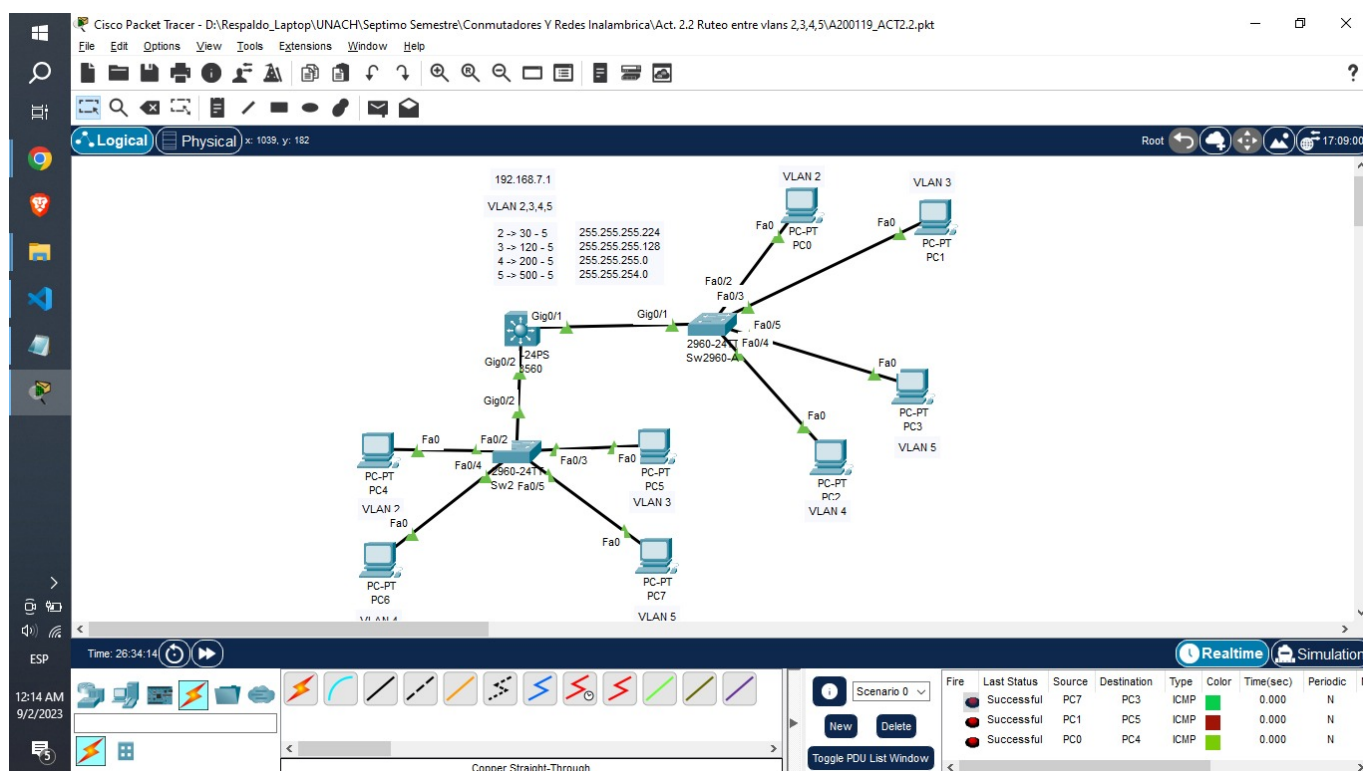 Cisco Packet Tracer - D:\Respaldo_Laptop\UNACH\Septimo Semestre\Conmutadores Y Redes Inalambrica\Act. 2.2 Ruteo entre vlans 2,3,4,5\A200119_ACT2.2.pkt
File Edit Options View Tools Extensions Window Help
?
Logical Physical x: 1039, y: 182 Root 17:09:00
192.168.7.1
VLAN 2,3,4,5
2 -> 30 - 5 255.255.255.224
3 -> 120 - 5 255.255.255.128
4 -> 200 - 5 255.255.255.0
5 -> 500 - 5 255.255.254.0
VLAN 2
Fa0
PC-PT
PC0
VLAN 3
Fa0
PC-PT
PC1
Fa0/2
Fa0/3
Gig0/1
Gig0/1
Fa0/5
Fa0/4
2960-24TT
Sw2960-A
-24PS
3560
Gig0/2
Gig0/2
Fa0
PC-PT
PC3
VLAN 5
Fa0
PC-PT
PC2
VLAN 4
Fa0
Fa0/2
Fa0/4
2960-24TT
Sw2
Fa0/5
Fa0/3
Fa0
PC-PT
PC4
VLAN 2
PC-PT
PC5
VLAN 3
Fa0
PC-PT
PC6
VLAN 4
Fa0
PC-PT
PC7
VLAN 5
Time: 26:34:14
Realtime Simulation
Scenario 0
New Delete
Toggle PDU List Window
Fire Last Status Source Destination Type Color Time(sec) Periodic
Successful PC7 PC3 ICMP 0.000 N
Successful PC1 PC5 ICMP 0.000 N
Successful PC0 PC4 ICMP 0.000 N
Copper Straight-Through
ESP
12:14 AM
9/2/2023
5